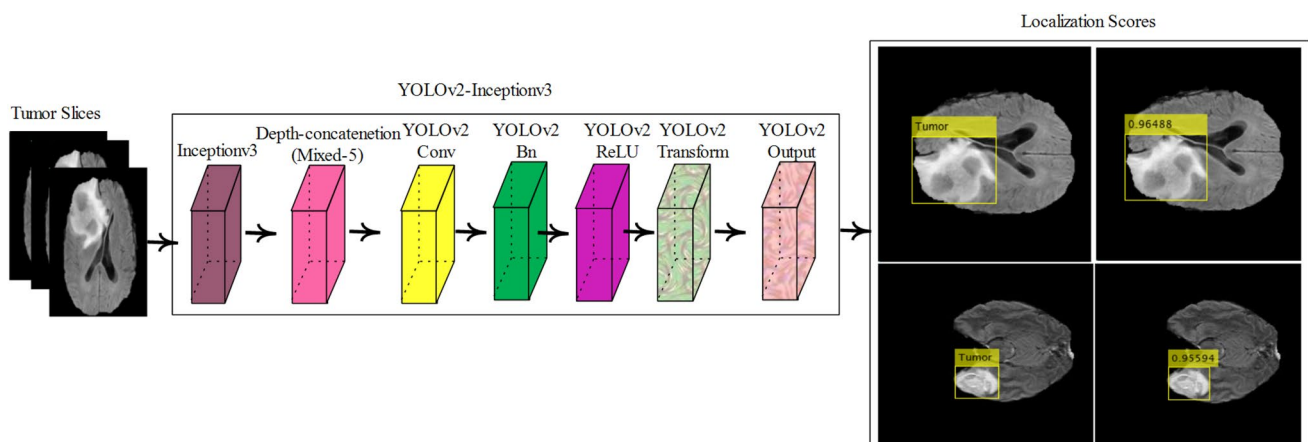 Localization Scores
YOLOv2-Inceptionv3
Tumor Slices
Inceptionv3
Depth-concatenetion
(Mixed-5)
YOLOv2
Conv
YOLOv2
Bn
YOLOv2
ReLU
YOLOv2
Transform
YOLOv2
Output
Tumor
0.96488
Tumor
0.95594